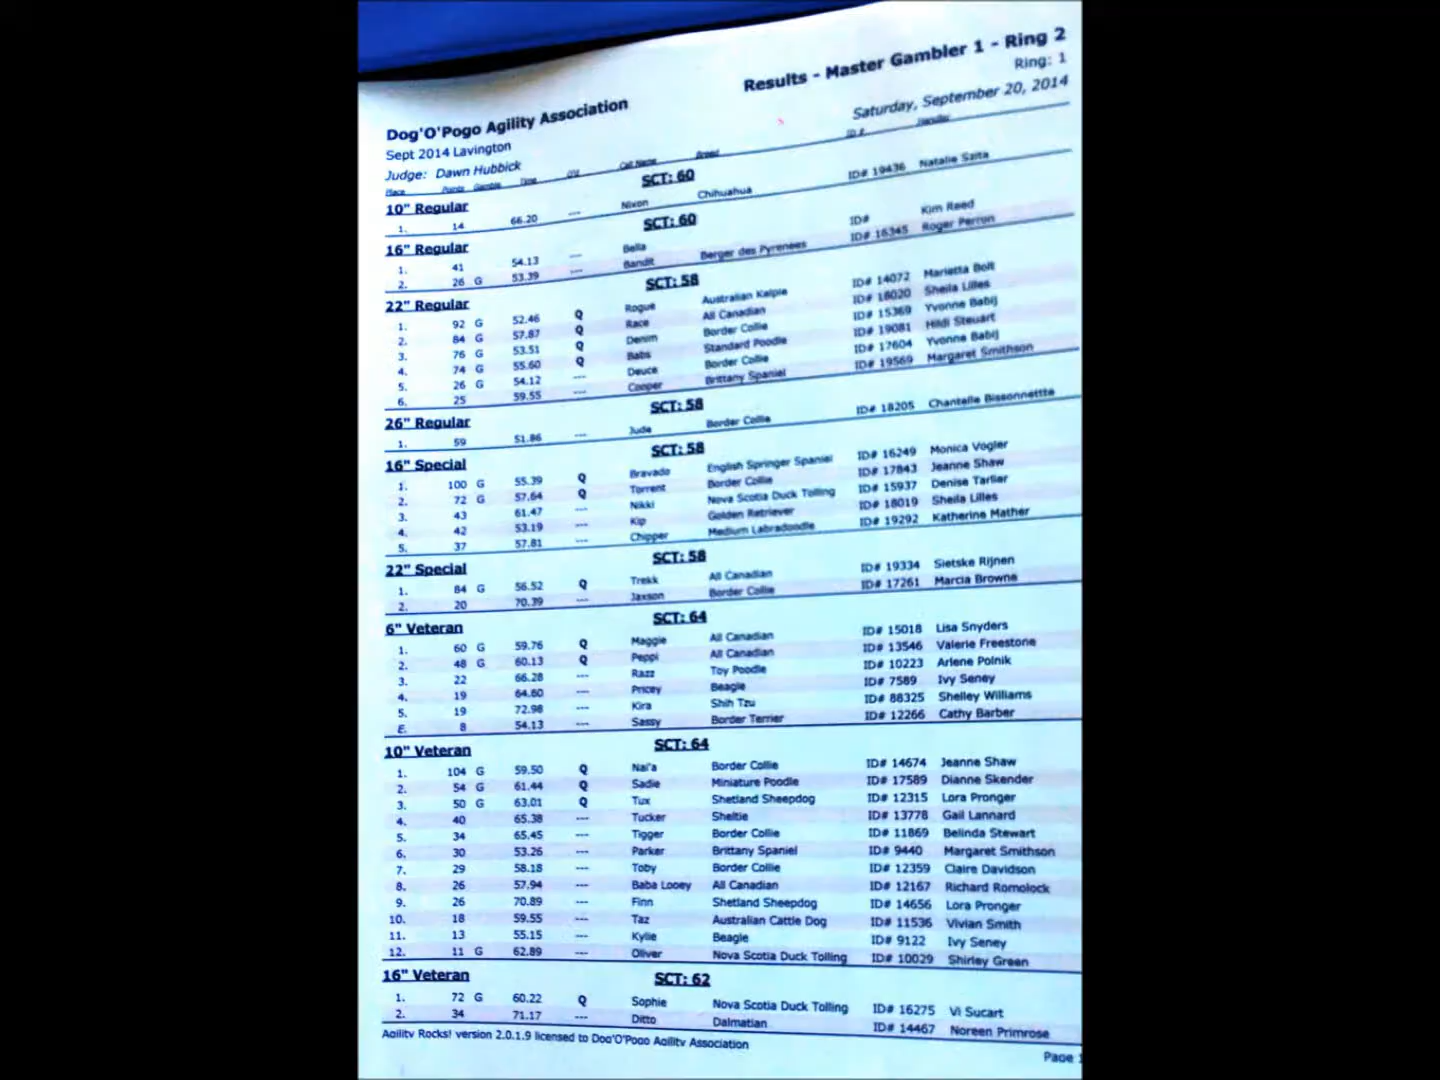 Results - Master Gambler 1 - Ring 2
Ring: 1
Dog'O'Pogo Agility Association
Saturday, September 20, 2014
Sept 2014 Lavington
Judge: Dawn Hubbick
Place Points Gamble Time Q'd Call Name Breed ID # Handler
10" Regular SCT: 60
1. 14 66.20 --- Nixon Chihuahua ID# 19436 Natalie Saita
16" Regular SCT: 60
1. 41 54.13 --- Bella ID# Kim Reed
2. 26 G 53.39 --- Bandit Berger des Pyrenees ID# 16345 Roger Perron
22" Regular SCT: 58
1. 92 G 52.46 Q Rogue Australian Kelpie ID# 14072 Marietta Bolt
2. 84 G 57.87 Q Race All Canadian ID# 18020 Sheila Lilles
3. 76 G 53.51 Q Denim Border Collie ID# 15369 Yvonne Babij
4. 74 G 55.60 Q Babs Standard Poodle ID# 19081 Hildi Steuart
5. 26 G 54.12 --- Deuce Border Collie ID# 17604 Yvonne Babij
6. 25 59.55 --- Cooper Brittany Spaniel ID# 19569 Margaret Smithson
26" Regular SCT: 58
1. 59 51.86 --- Jude Border Collie ID# 18205 Chantelle Bissonnettte
16" Special SCT: 58
1. 100 G 55.39 Q Bravado English Springer Spaniel ID# 16249 Monica Vogler
2. 72 G 57.64 Q Torrent Border Collie ID# 17843 Jeanne Shaw
3. 43 61.47 --- Nikki Nova Scotia Duck Tolling ID# 15937 Denise Tarlier
4. 42 53.19 --- Kip Golden Retriever ID# 18019 Sheila Lilles
5. 37 57.81 --- Chipper Medium Labradoodle ID# 19292 Katherine Mather
22" Special SCT: 58
1. 84 G 56.52 Q Trekk All Canadian ID# 19334 Sietske Rijnen
2. 20 70.39 --- Jaxson Border Collie ID# 17261 Marcia Browne
6" Veteran SCT: 64
1. 60 G 59.76 Q Maggie All Canadian ID# 15018 Lisa Snyders
2. 48 G 60.13 Q Peppi All Canadian ID# 13546 Valerie Freestone
3. 22 66.28 --- Razz Toy Poodle ID# 10223 Arlene Polnik
4. 19 64.60 --- Pricey Beagle ID# 7589 Ivy Seney
5. 19 72.98 --- Kira Shih Tzu ID# 88325 Shelley Williams
E. 8 54.13 --- Sassy Border Terrier ID# 12266 Cathy Barber
10" Veteran SCT: 64
1. 104 G 59.50 Q Nai'a Border Collie ID# 14674 Jeanne Shaw
2. 54 G 61.44 Q Sadie Miniature Poodle ID# 17589 Dianne Skender
3. 50 G 63.01 Q Tux Shetland Sheepdog ID# 12315 Lora Pronger
4. 40 65.38 --- Tucker Sheltie ID# 13778 Gail Lannard
5. 34 65.45 --- Tigger Border Collie ID# 11869 Belinda Stewart
6. 30 53.26 --- Parker Brittany Spaniel ID# 9440 Margaret Smithson
7. 29 58.18 --- Toby Border Collie ID# 12359 Claire Davidson
8. 26 57.94 --- Baba Looey All Canadian ID# 12167 Richard Romolock
9. 26 70.89 --- Finn Shetland Sheepdog ID# 14656 Lora Pronger
10. 18 59.55 --- Taz Australian Cattle Dog ID# 11536 Vivian Smith
11. 13 55.15 --- Kylie Beagle ID# 9122 Ivy Seney
12. 11 G 62.89 --- Oliver Nova Scotia Duck Tolling ID# 10029 Shirley Green
16" Veteran SCT: 62
1. 72 G 60.22 Q Sophie Nova Scotia Duck Tolling ID# 16275 Vi Sucart
2. 34 71.17 --- Ditto Dalmatian ID# 14467 Noreen Primrose
Agility Rocks! version 2.0.1.9 licensed to Dog'O'Pogo Agility Association
Page 1